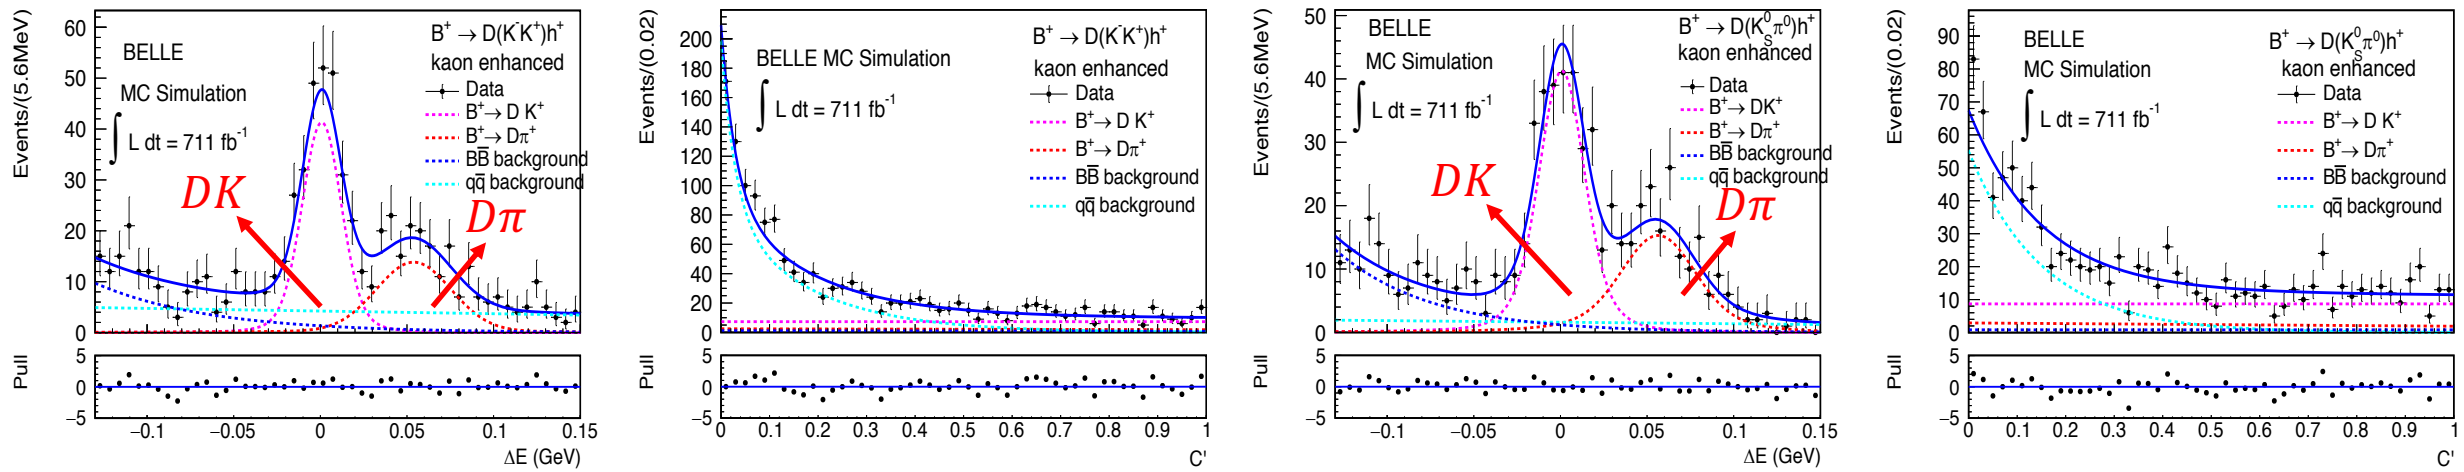 Events/(5.6MeV)
60
50
40
30
20
10
0
BELLE
MC Simulation
∫ L dt = 711 fb⁻¹
B⁺ → D(K⁻K⁺)h⁺
kaon enhanced
Data
B⁺→ D K⁺
B⁺→ Dπ⁺
BB̅ background
qq̅ background
DK
Dπ
Pull
5
0
−5
−0.1 −0.05 0 0.05 0.1 0.15
ΔE (GeV)
Events/(0.02)
200
180
160
140
120
100
80
60
40
20
0
BELLE MC Simulation
∫ L dt = 711 fb⁻¹
B⁺ → D(K⁻K⁺)h⁺
kaon enhanced
Data
B⁺→ D K⁺
B⁺→ Dπ⁺
BB̅ background
qq̅ background
Pull
5
0
−5
0 0.1 0.2 0.3 0.4 0.5 0.6 0.7 0.8 0.9 1
C'
Events/(5.6MeV)
50
40
30
20
10
0
BELLE
MC Simulation
∫ L dt = 711 fb⁻¹
B⁺ → D(K_S⁰π⁰)h⁺
kaon enhanced
Data
B⁺→ DK⁺
B⁺→ Dπ⁺
BB̅ background
qq̅ background
DK
Dπ
Pull
5
0
−5
−0.1 −0.05 0 0.05 0.1 0.15
ΔE (GeV)
Events/(0.02)
90
80
70
60
50
40
30
20
10
0
BELLE
MC Simulation
∫ L dt = 711 fb⁻¹
B⁺ → D(K_S⁰π⁰)h⁺
kaon enhanced
Data
B⁺→ D K⁺
B⁺→ Dπ⁺
BB̅ background
qq̅ background
Pull
5
0
−5
0 0.1 0.2 0.3 0.4 0.5 0.6 0.7 0.8 0.9 1
C'